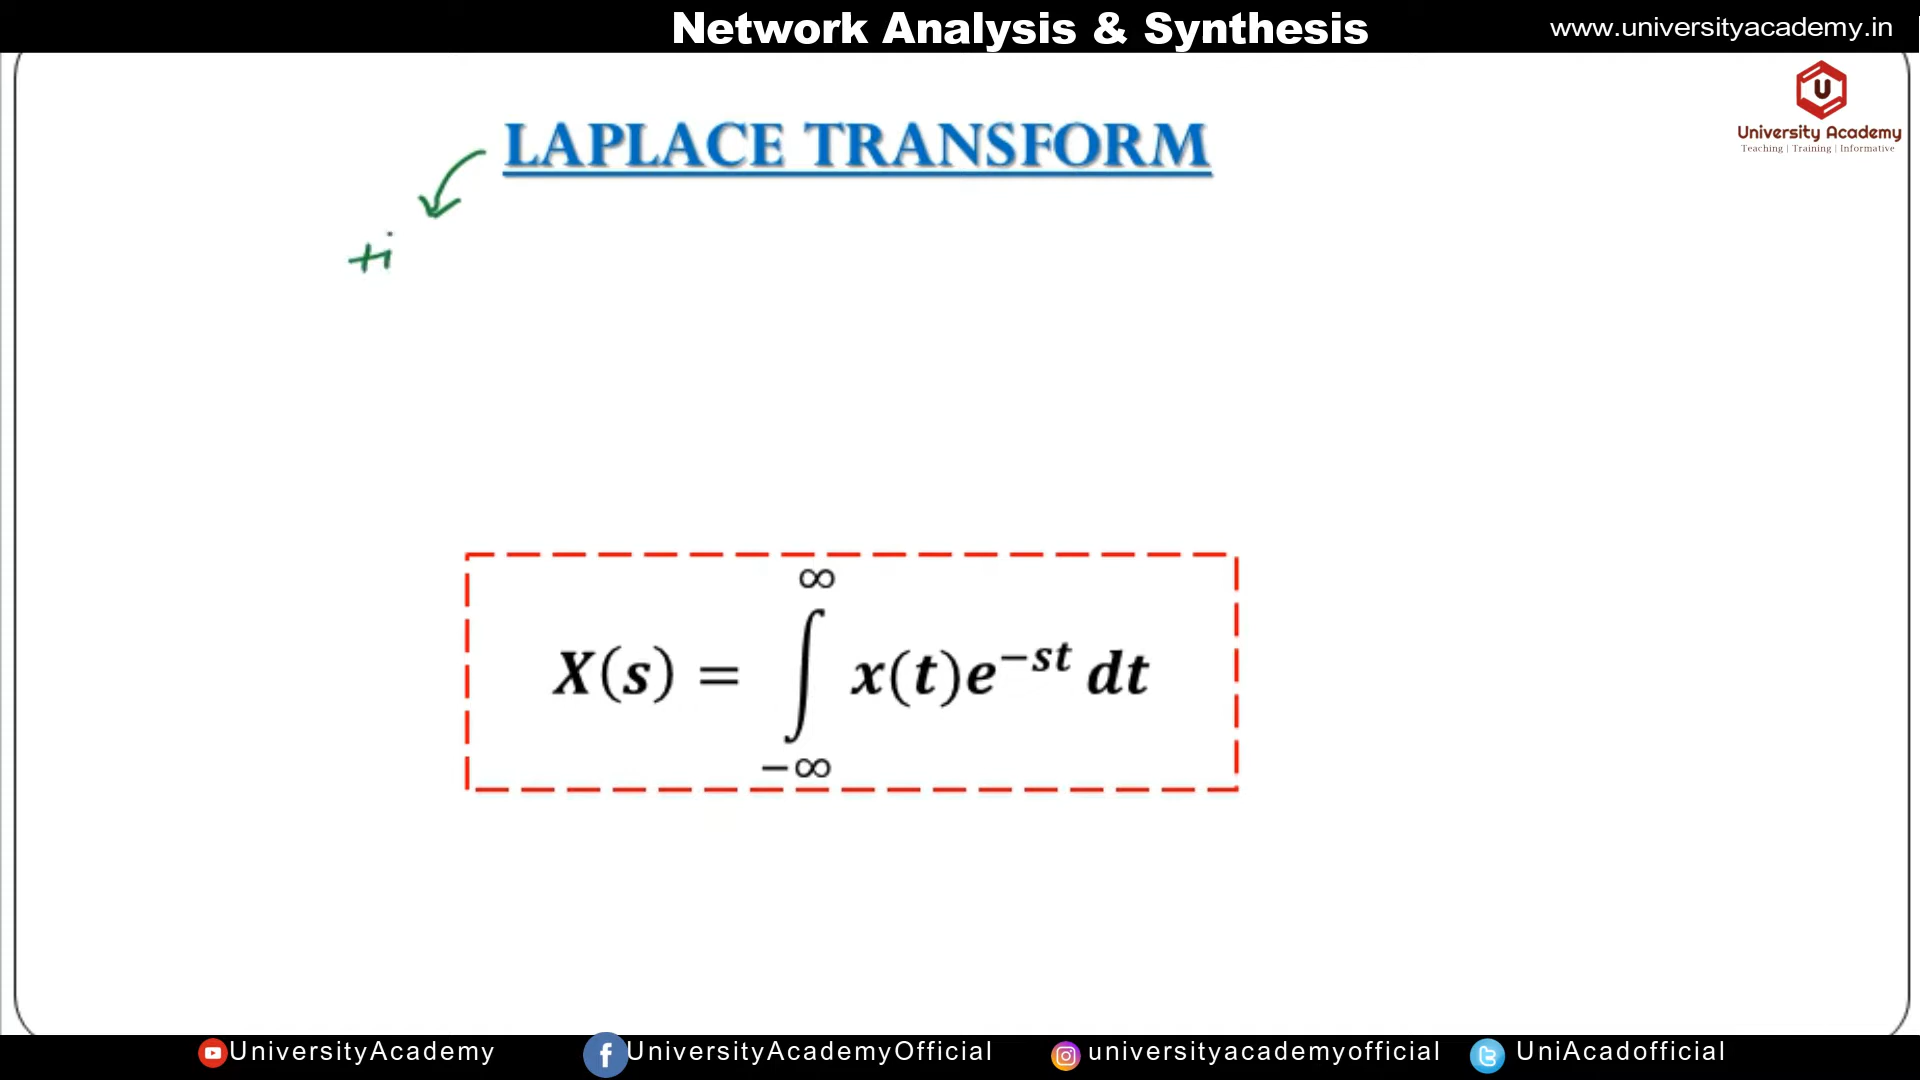 Network Analysis & Synthesis
www.universityacademy.in
U
University Academy
Teaching | Training | Informative
LAPLACE TRANSFORM
ti
X(s) = ∫_{-∞}^{∞} x(t)e^{-st} dt
UniversityAcademy
UniversityAcademyOfficial
universityacademyofficial
UniAcadofficial